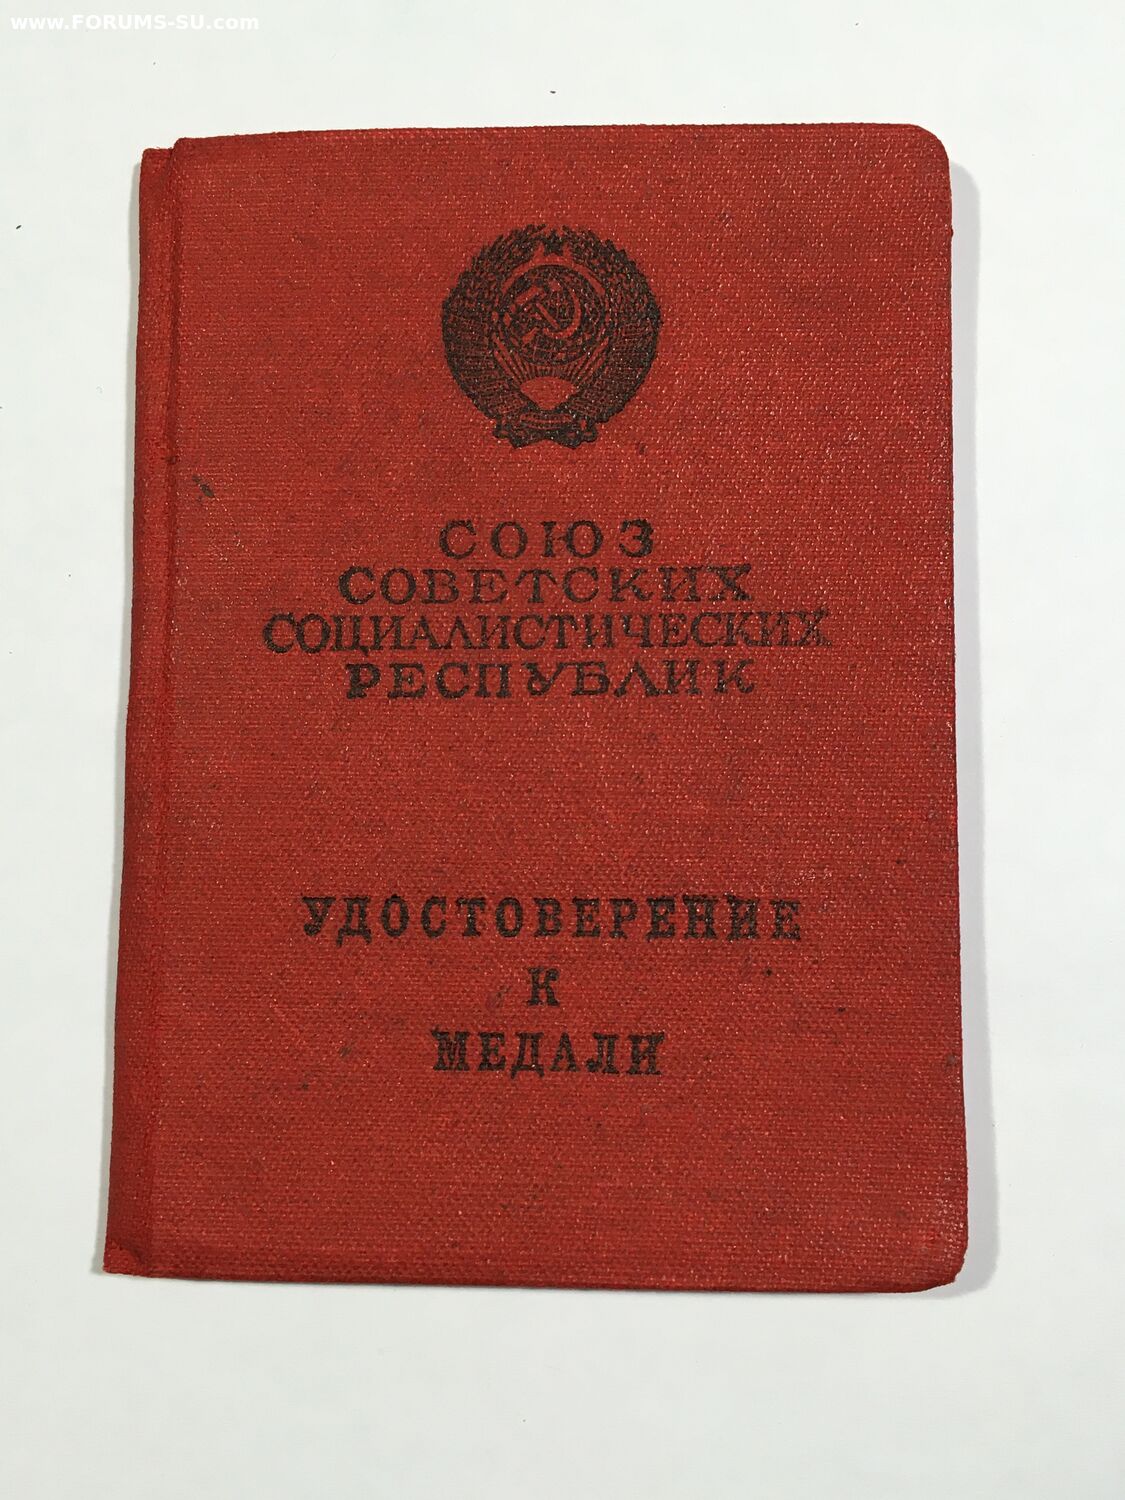 www.FORUMS-SU.com
СОЮЗ
СОВЕТСКИХ
СОЦИАЛИСТИЧЕСКИХ
РЕСПУБЛИК
УДОСТОВЕРЕНИЕ
К
МЕДАЛИ